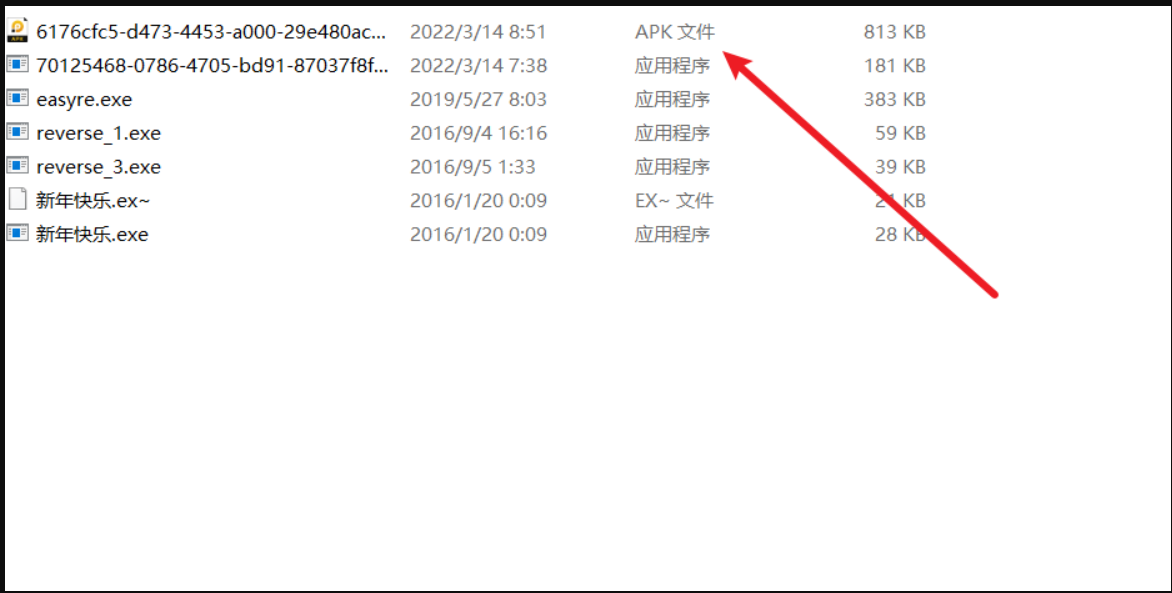 6176cfc5-d473-4453-a000-29e480ac... 2022/3/14 8:51 APK 文件 813 KB
70125468-0786-4705-bd91-87037f8f... 2022/3/14 7:38 应用程序 181 KB
easyre.exe 2019/5/27 8:03 应用程序 383 KB
reverse_1.exe 2016/9/4 16:16 应用程序 59 KB
reverse_3.exe 2016/9/5 1:33 应用程序 39 KB
新年快乐.ex~ 2016/1/20 0:09 EX~ 文件 21 KB
新年快乐.exe 2016/1/20 0:09 应用程序 28 KB